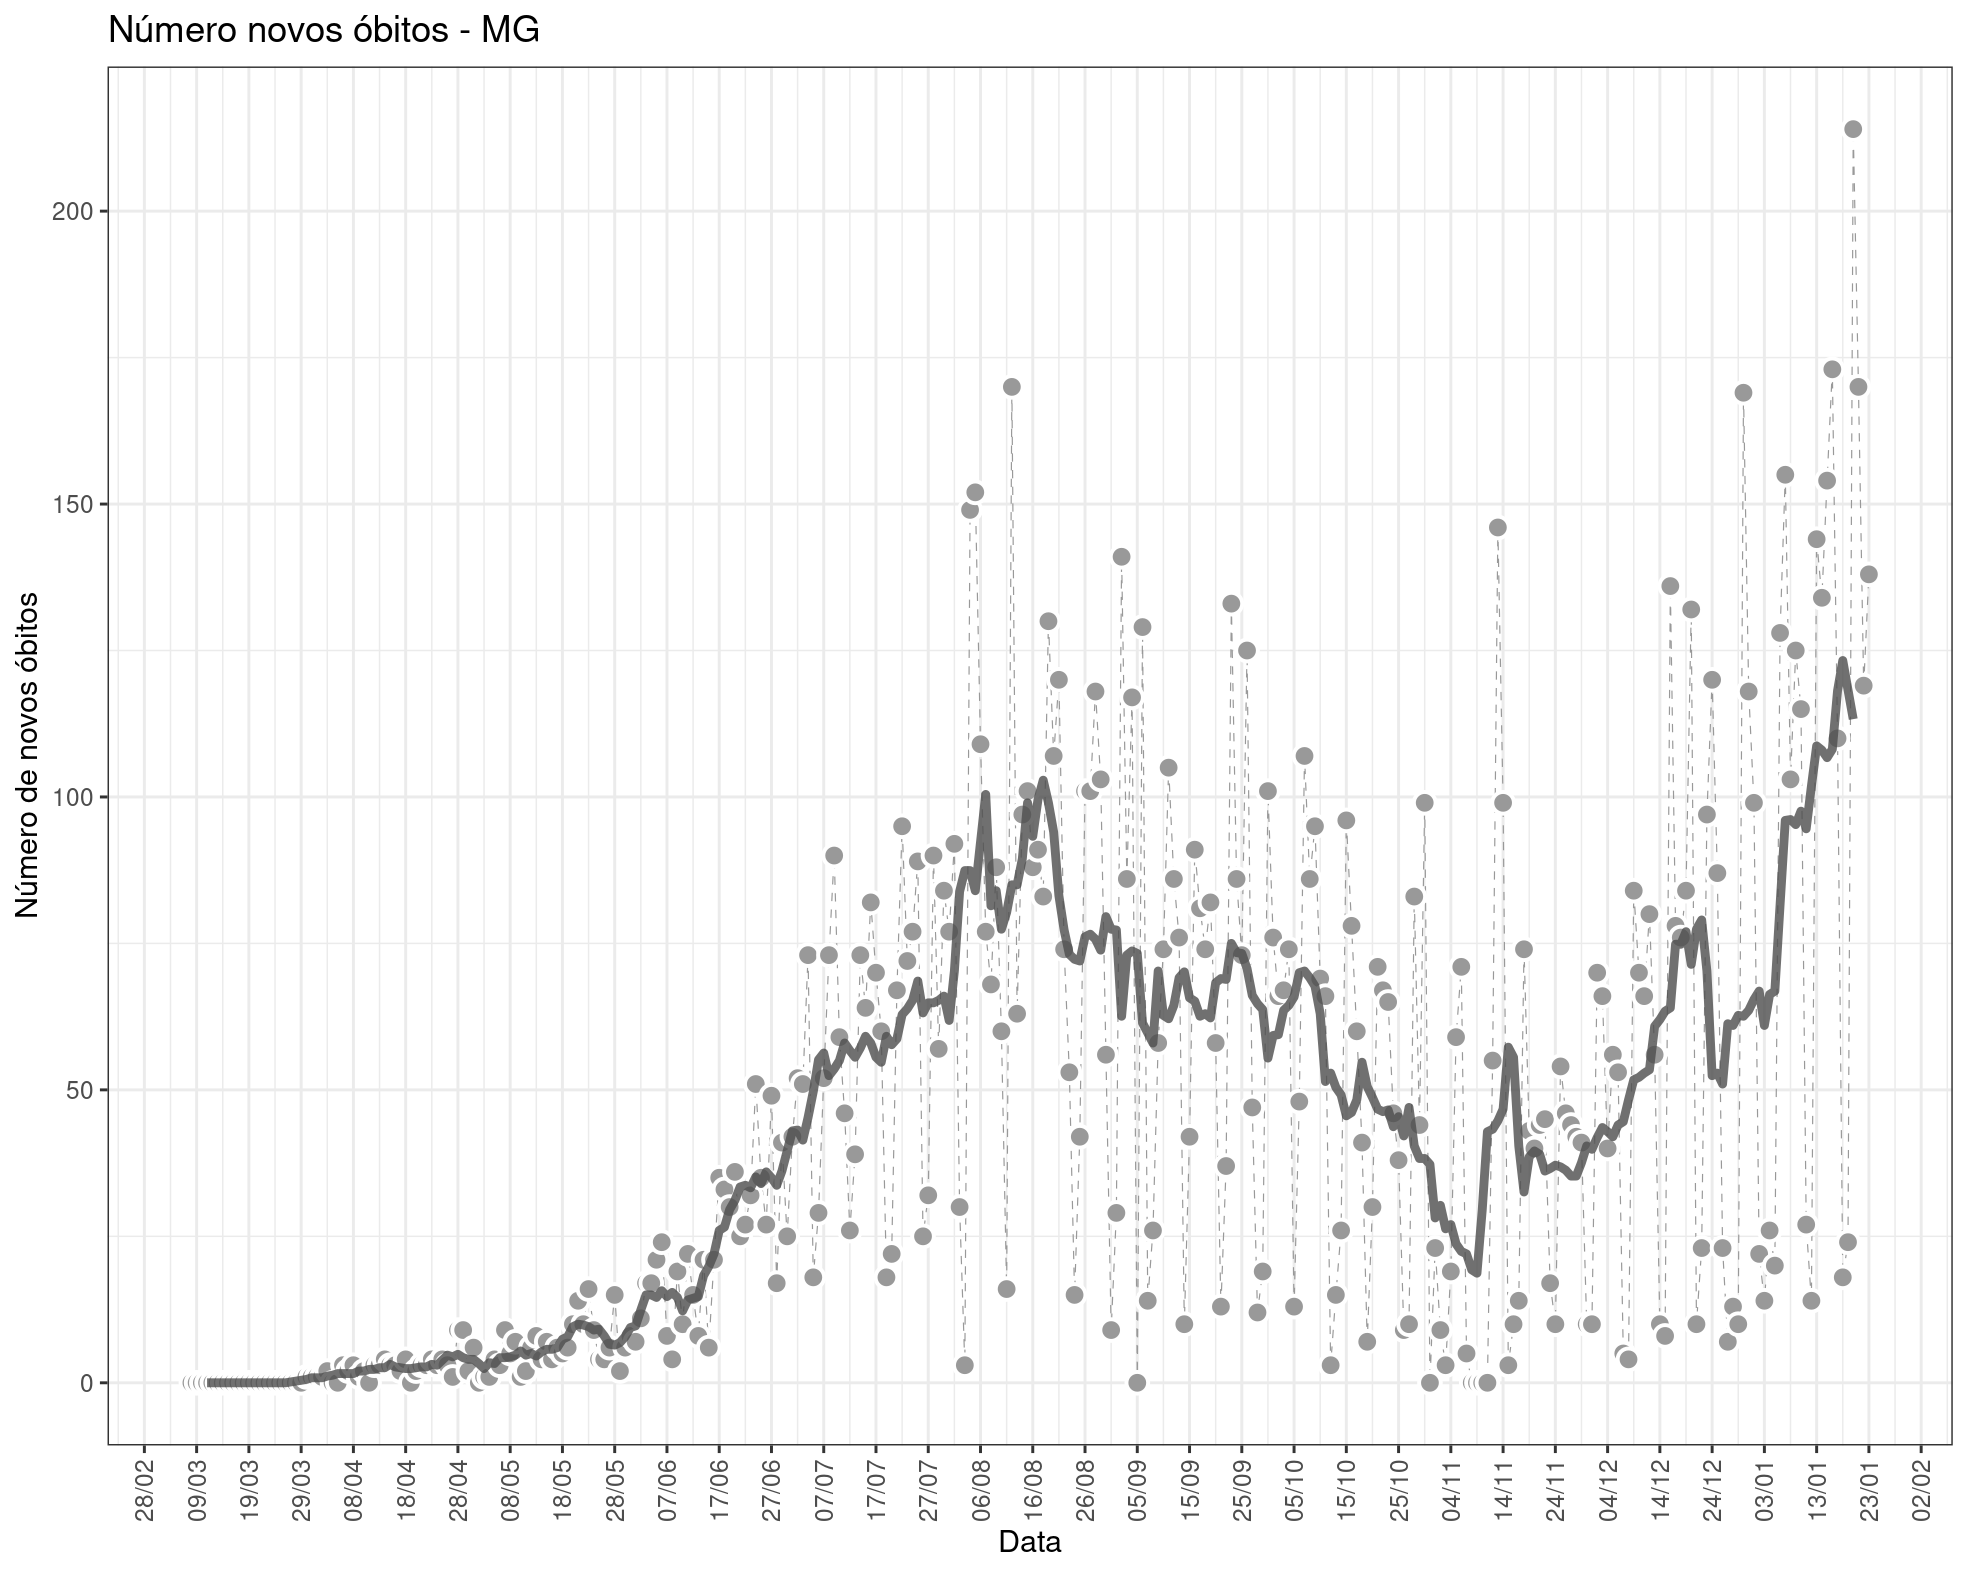 Número novos óbitos - MG
Número de novos óbitos
200
150
100
50
0
28/02 09/03 19/03 29/03 08/04 18/04 28/04 08/05 18/05 28/05 07/06 17/06 27/06 07/07 17/07 27/07 06/08 16/08 26/08 05/09 15/09 25/09 05/10 15/10 25/10 04/11 14/11 24/11 04/12 14/12 24/12 03/01 13/01 23/01 02/02
Data